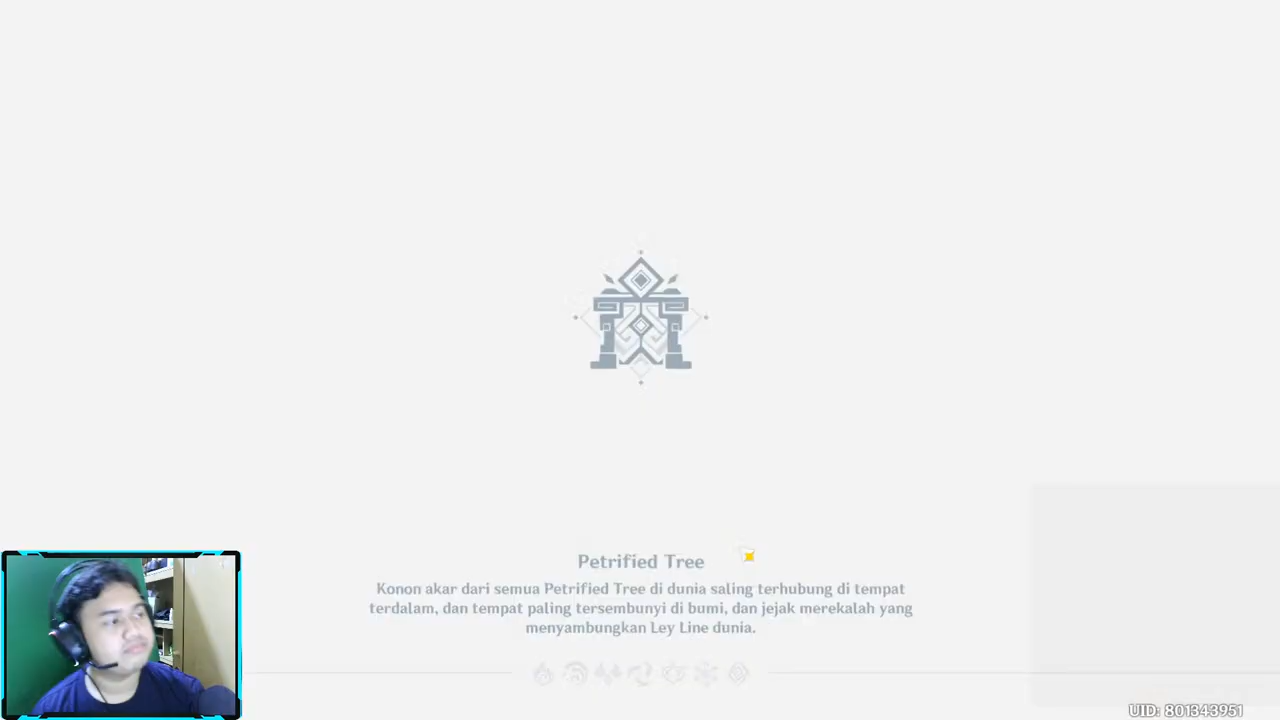 Petrified Tree
Konon akar dari semua Petrified Tree di dunia saling terhubung di tempat
terdalam, dan tempat paling tersembunyi di bumi, dan jejak merekalah yang
menyambungkan Ley Line dunia.
UID: 801343951